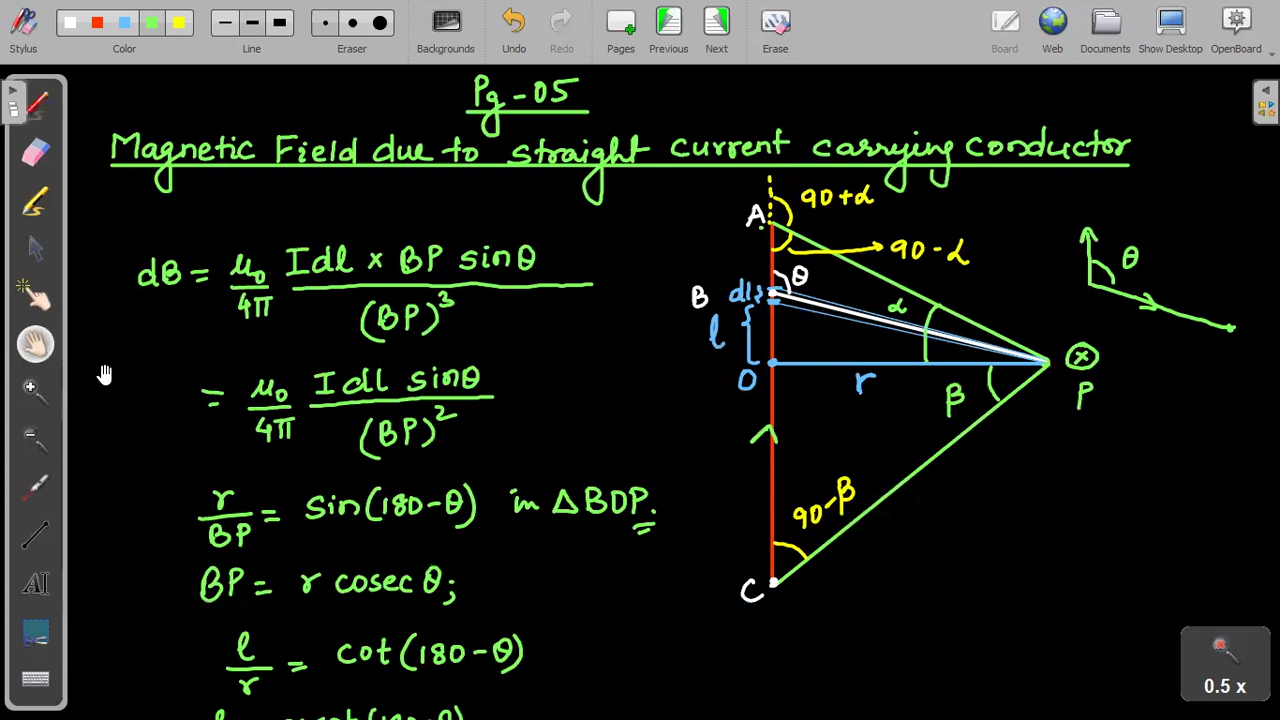 Stylus
Color
Line
Eraser
Backgrounds
Undo
Redo
Pages
Previous
Next
Erase
Board
Web
Documents
Show Desktop
OpenBoard
Pg-05
Magnetic Field due to straight current carrying conductor
dB = μ₀/4π Idl × BP sinθ/(BP)³
= μ₀/4π Idl sinθ/(BP)²
r/BP = sin(180-θ) in △BOP.
BP = r cosecθ;
l/r = cot(180-θ)
A
90+α
90-α
θ
B
dl
l
α
O
r
β
P
90-β
C
θ
0.5 x